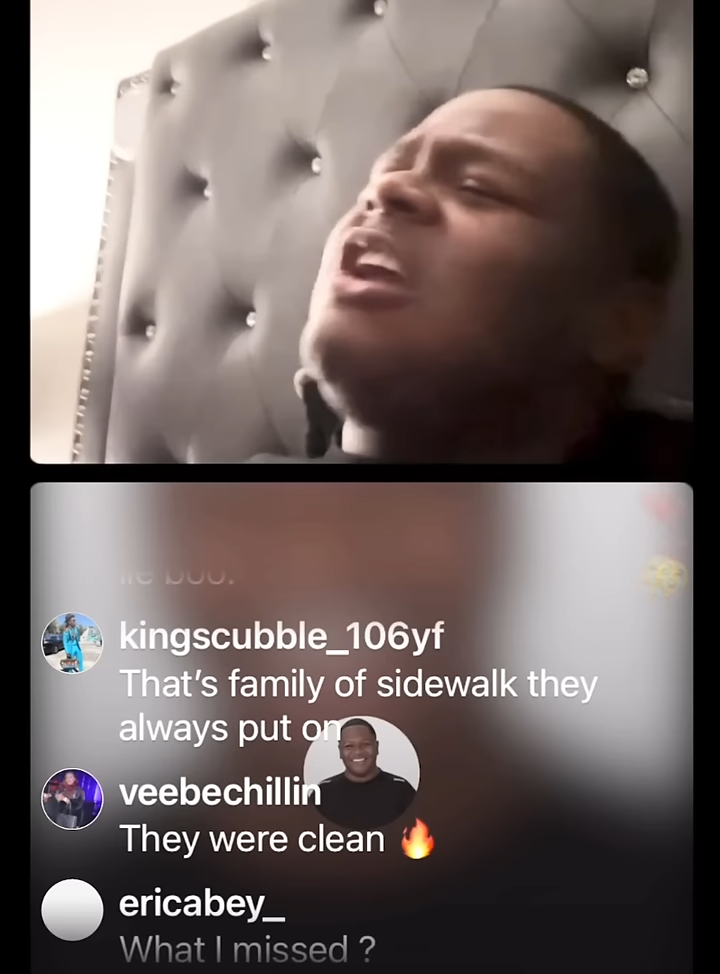 kingscubble_106yf
That’s family of sidewalk they
always put on
veebechillin
They were clean 🔥
ericabey_
What I missed ?